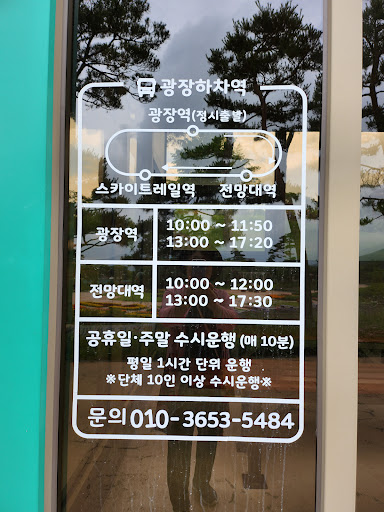 광장하차역
광장역(정시출발)
스카이트레일역 전망대역
광장역 10:00 ~ 11:50
13:00 ~ 17:20
전망대역 10:00 ~ 12:00
13:00 ~ 17:30
공휴일·주말 수시운행 (매 10분)
평일 1시간 단위 운행
※단체 10인 이상 수시운행※
문의 010-3653-5484